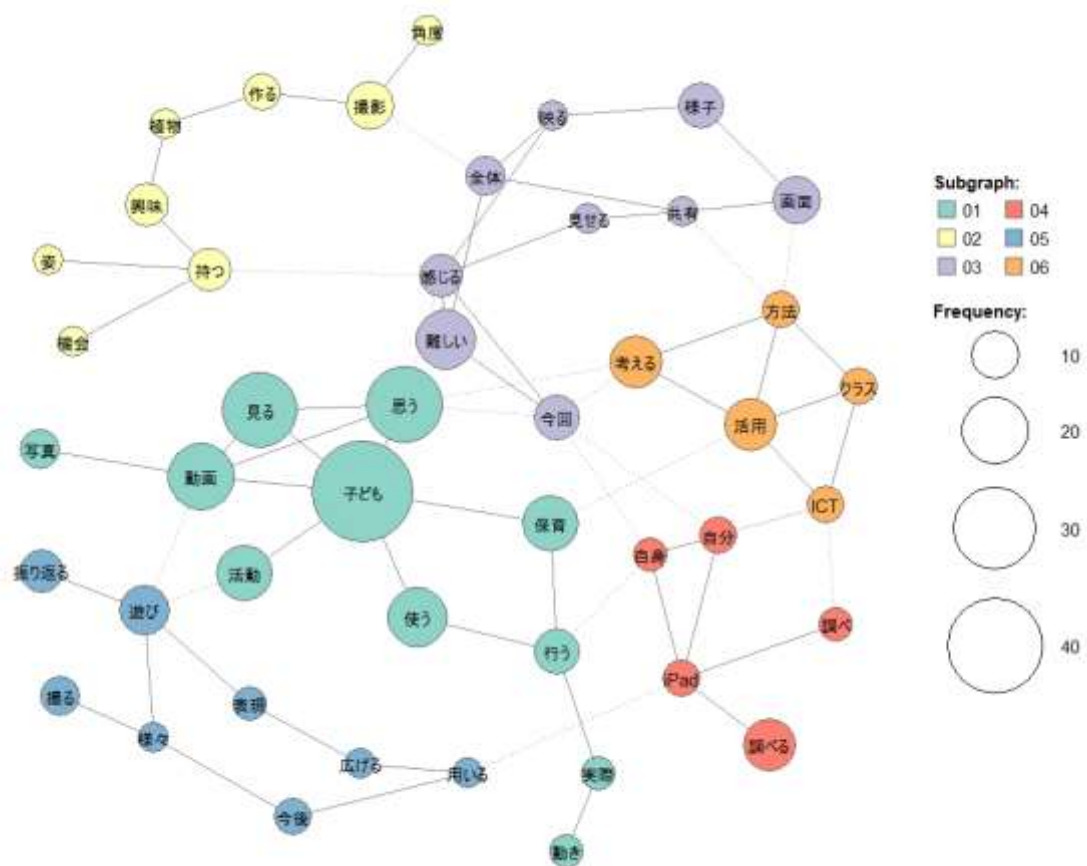 角度
作る
撮影
植物
興味
姿
持つ
機会
映る
様子
全体
画面
見せる
共有
感じる
難しい
今回
方法
考える
クラス
活用
ICT
見る
思う
写真
動画
子ども
保育
活動
使う
行う
実際
動き
振り返る
遊び
撮る
表現
様々
広げる
用いる
今後
自身
自分
調べ
iPad
調べる
Subgraph:
01 04
02 05
03 06
Frequency:
10
20
30
40